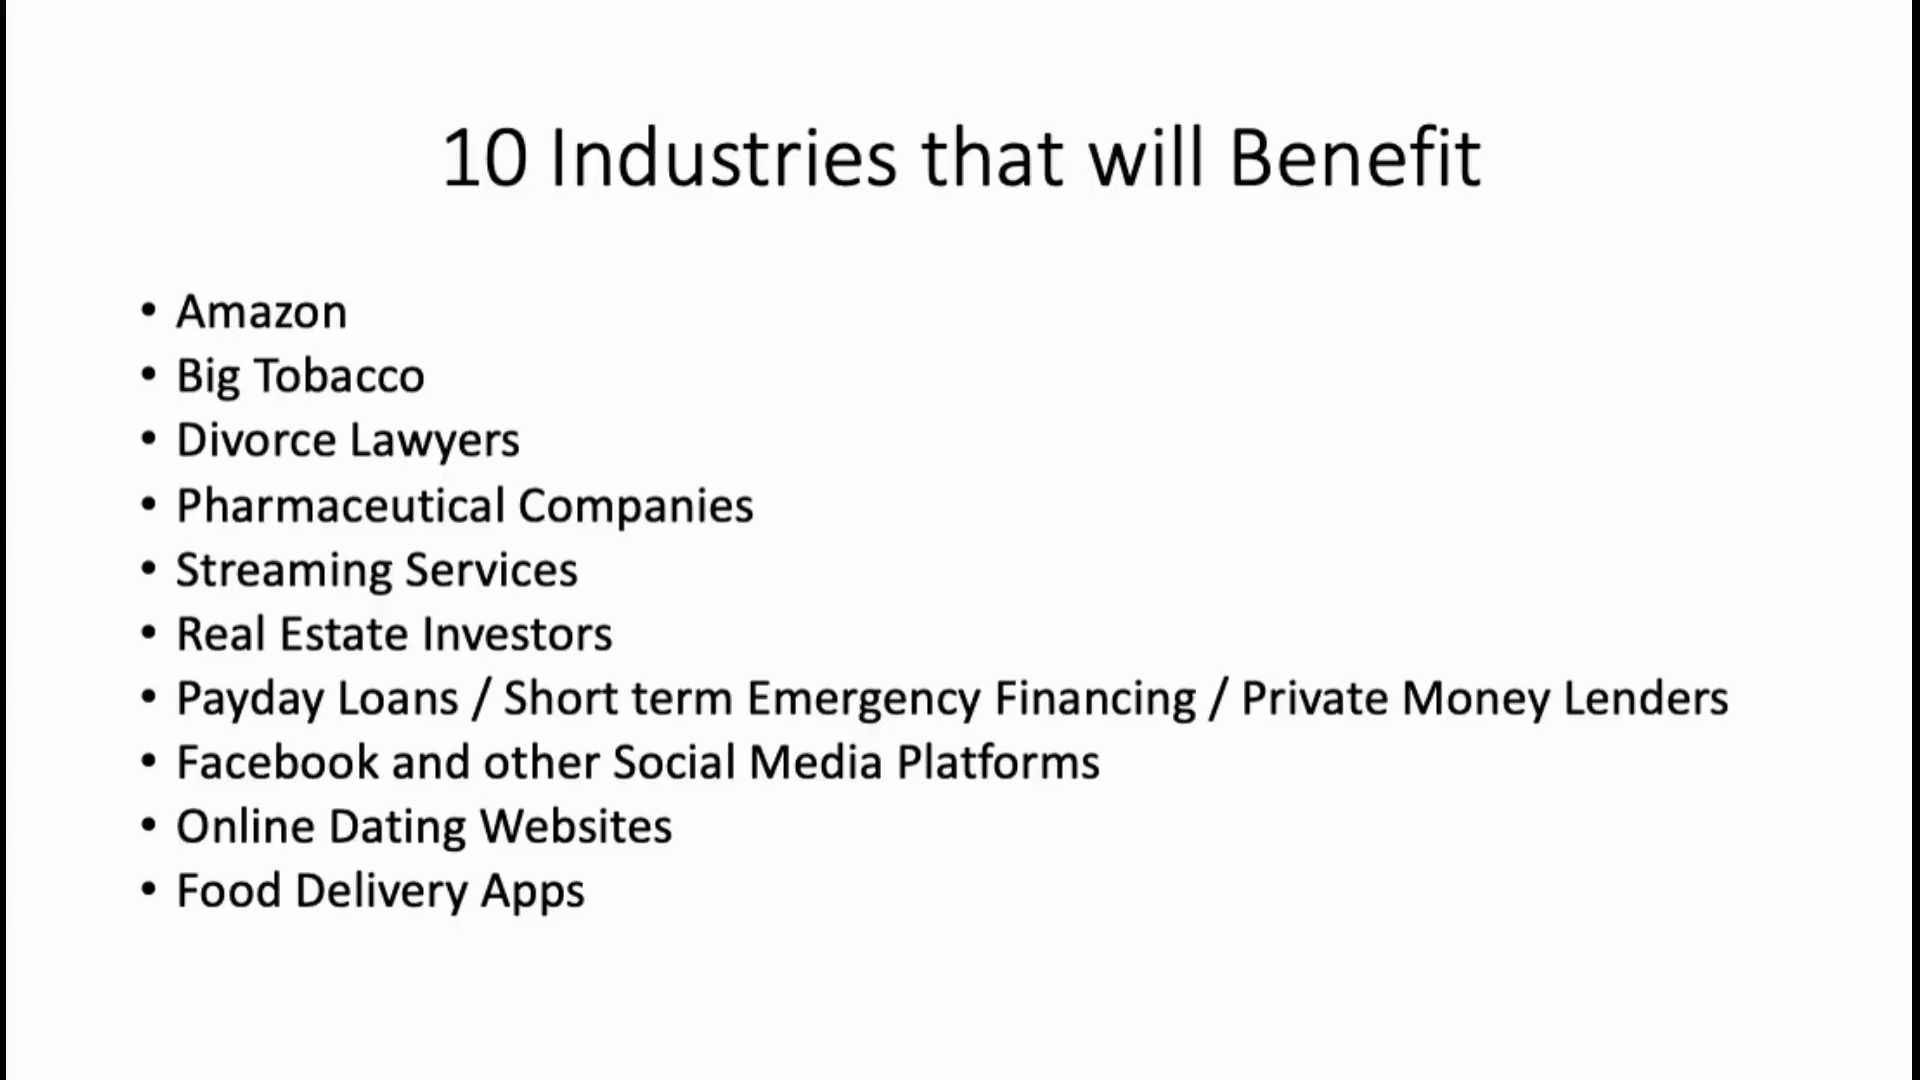 10 Industries that will Benefit
• Amazon
• Big Tobacco
• Divorce Lawyers
• Pharmaceutical Companies
• Streaming Services
• Real Estate Investors
• Payday Loans / Short term Emergency Financing / Private Money Lenders
• Facebook and other Social Media Platforms
• Online Dating Websites
• Food Delivery Apps